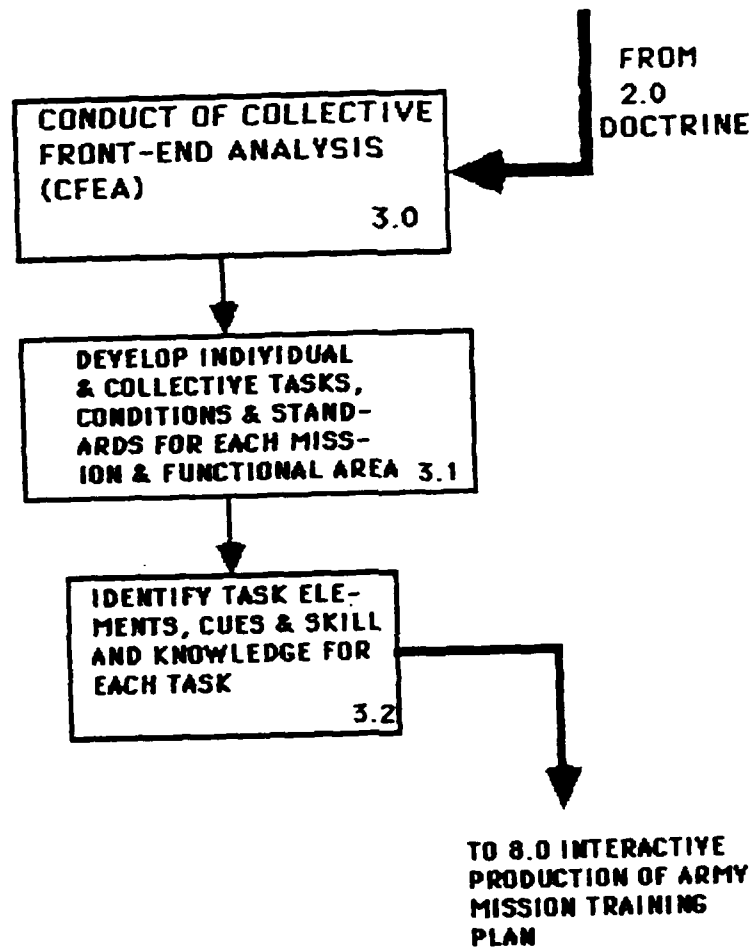 FROM
2.0
DOCTRINE
CONDUCT OF COLLECTIVE
FRONT-END ANALYSIS
(CFEA)
3.0
DEVELOP INDIVIDUAL
& COLLECTIVE TASKS,
CONDITIONS & STAND-
ARDS FOR EACH MISS-
ION & FUNCTIONAL AREA 3.1
IDENTIFY TASK ELE-
MENTS, CUES & SKILL
AND KNOWLEDGE FOR
EACH TASK
3.2
TO 8.0 INTERACTIVE
PRODUCTION OF ARMY
MISSION TRAINING
PLAN